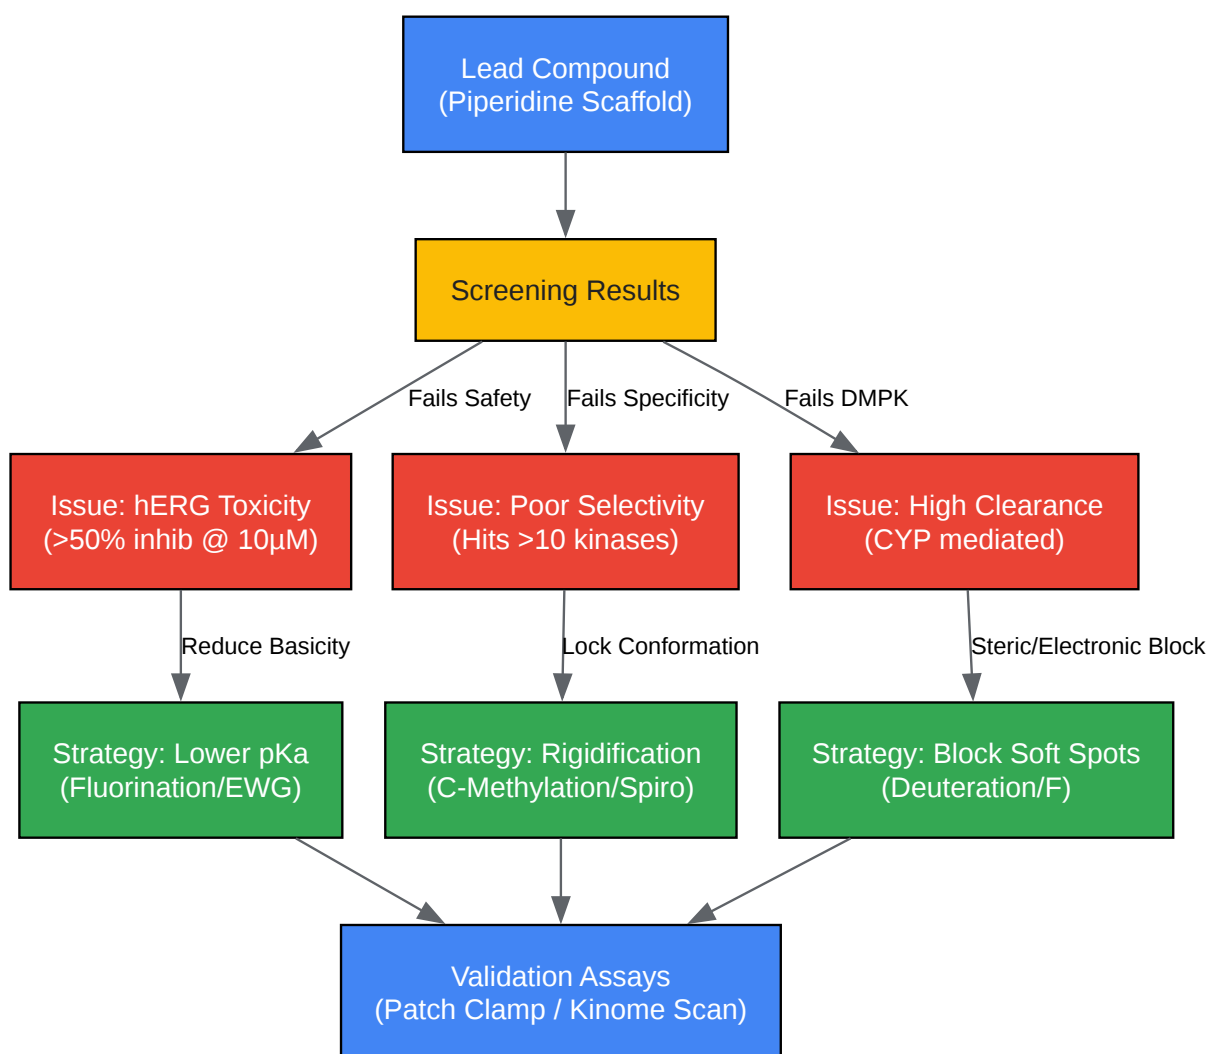 Lead Compound
(Piperidine Scaffold)
Screening Results
Fails Safety
Fails Specificity
Fails DMPK
Issue: hERG Toxicity
(>50% inhib @ 10µM)
Issue: Poor Selectivity
(Hits >10 kinases)
Issue: High Clearance
(CYP mediated)
Reduce Basicity
Lock Conformation
Steric/Electronic Block
Strategy: Lower pKa
(Fluorination/EWG)
Strategy: Rigidification
(C-Methylation/Spiro)
Strategy: Block Soft Spots
(Deuteration/F)
Validation Assays
(Patch Clamp / Kinome Scan)